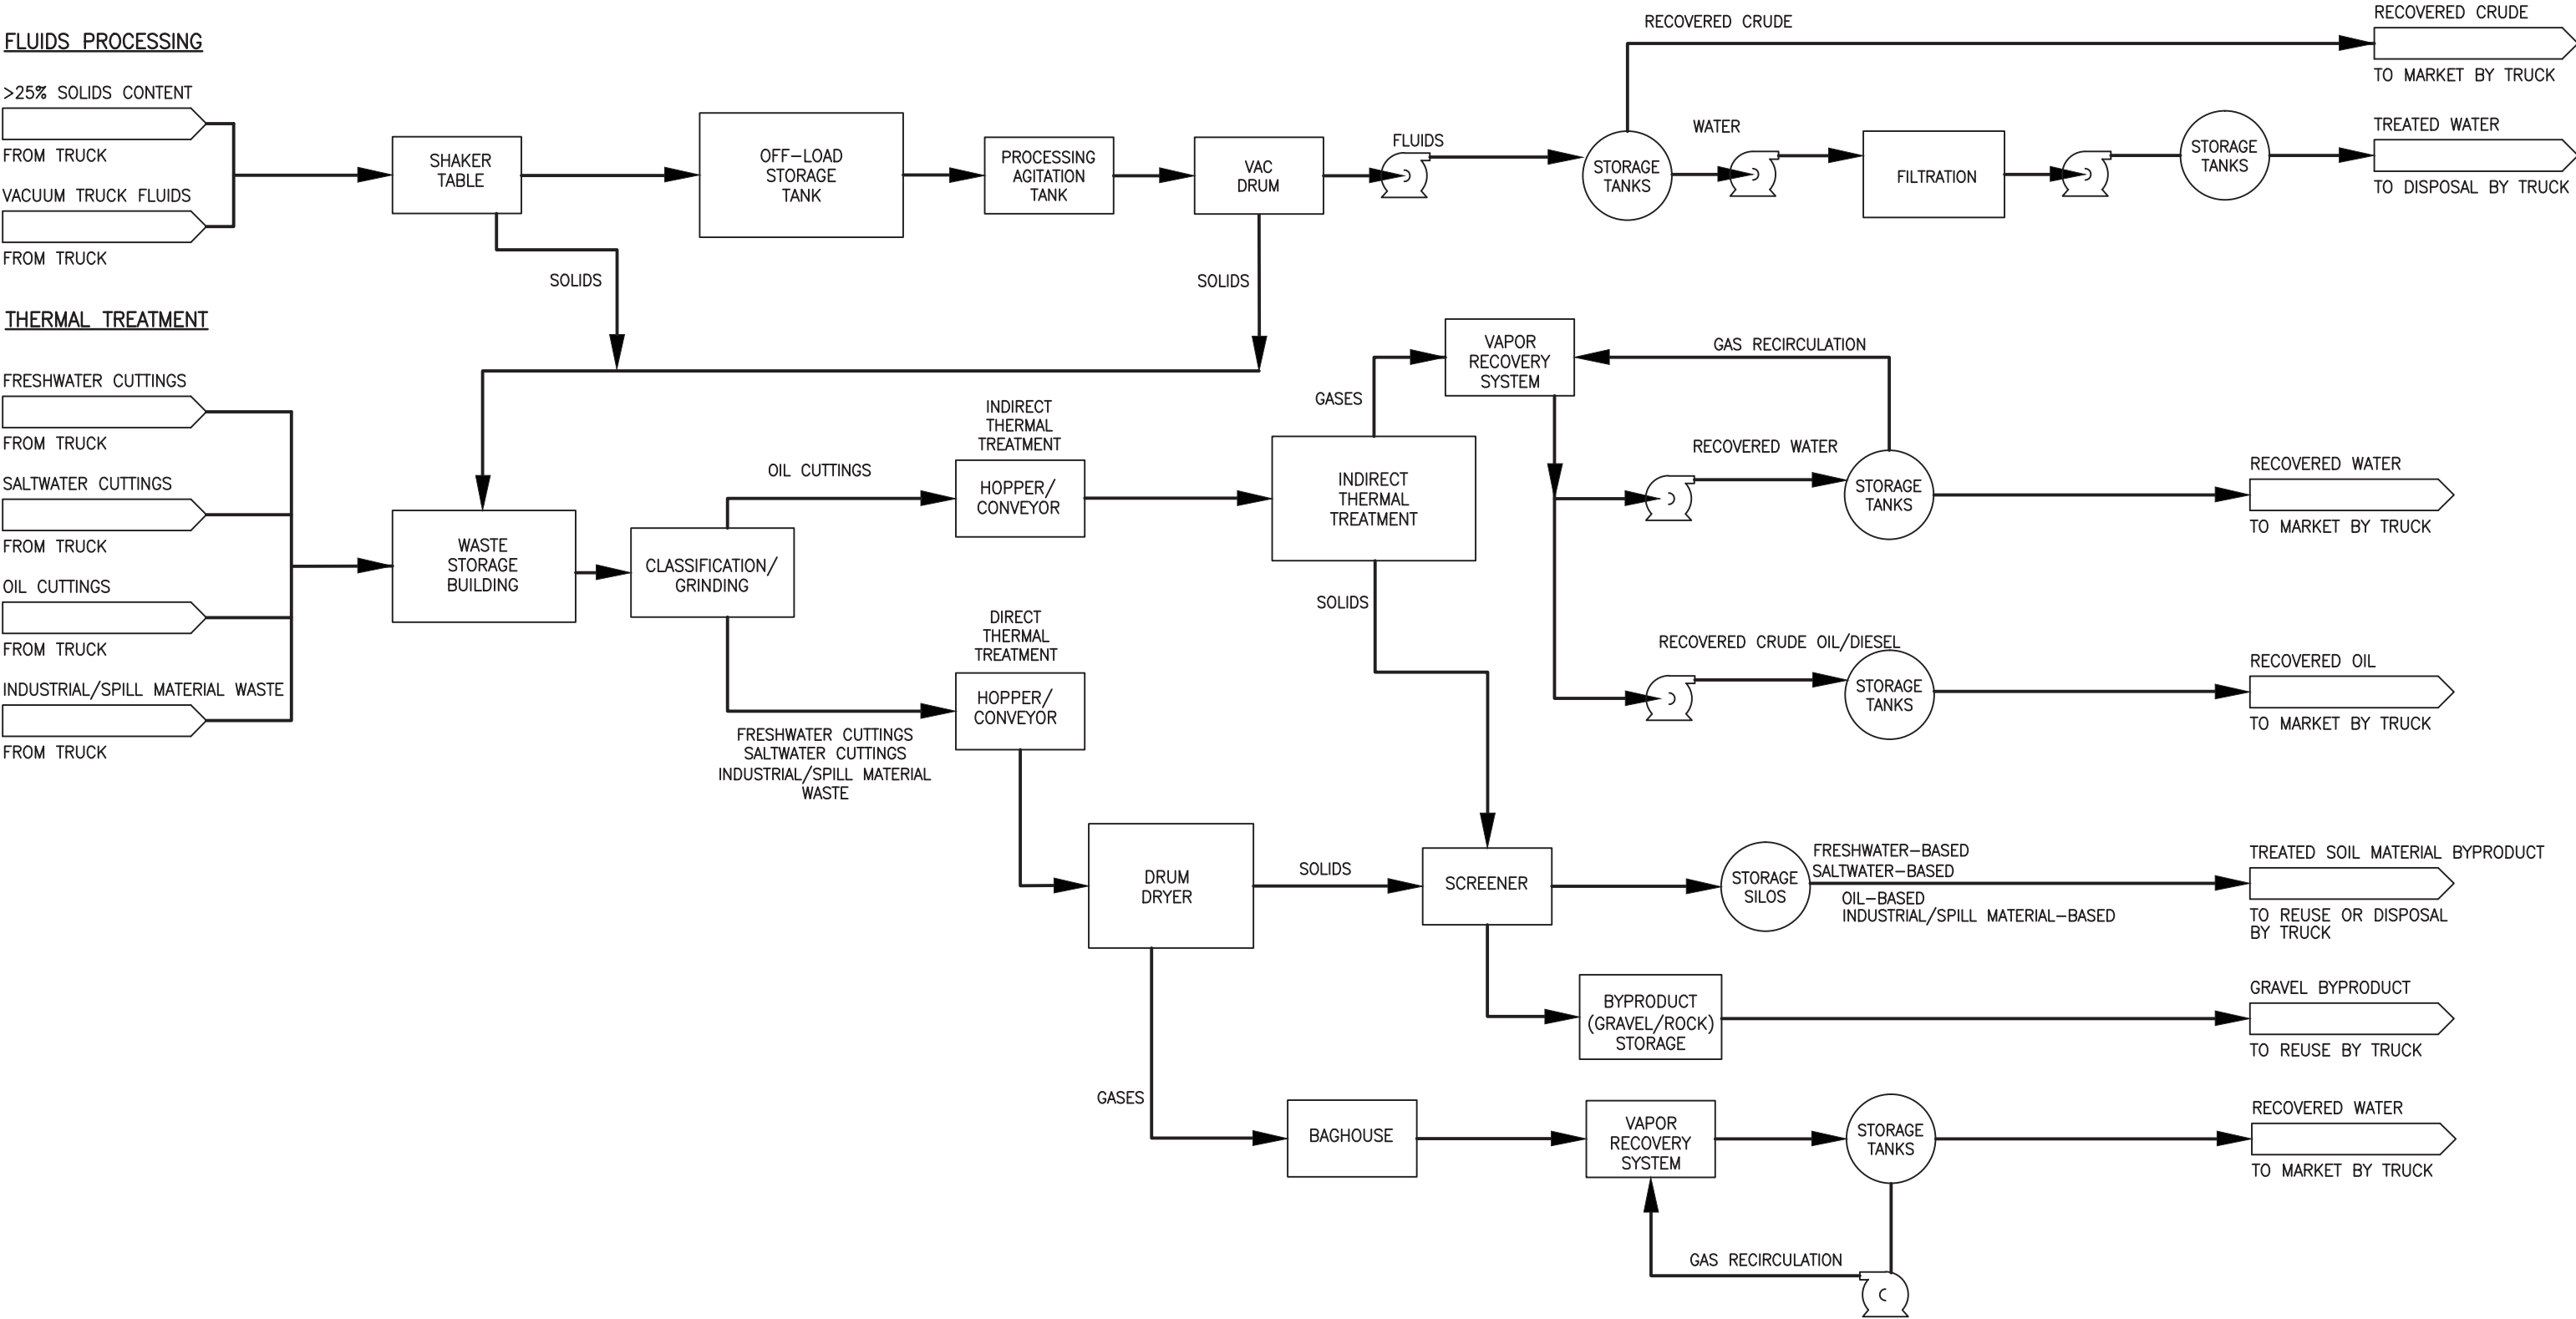 FLUIDS PROCESSING
>25% SOLIDS CONTENT
FROM TRUCK
VACUUM TRUCK FLUIDS
FROM TRUCK
SHAKER
TABLE
SOLIDS
OFF-LOAD
STORAGE
TANK
PROCESSING
AGITATION
TANK
VAC
DRUM
SOLIDS
FLUIDS
STORAGE
TANKS
RECOVERED CRUDE
WATER
FILTRATION
STORAGE
TANKS
RECOVERED CRUDE
TO MARKET BY TRUCK
TREATED WATER
TO DISPOSAL BY TRUCK
THERMAL TREATMENT
FRESHWATER CUTTINGS
FROM TRUCK
SALTWATER CUTTINGS
FROM TRUCK
OIL CUTTINGS
FROM TRUCK
INDUSTRIAL/SPILL MATERIAL WASTE
FROM TRUCK
WASTE
STORAGE
BUILDING
CLASSIFICATION/
GRINDING
OIL CUTTINGS
INDIRECT
THERMAL
TREATMENT
HOPPER/
CONVEYOR
DIRECT
THERMAL
TREATMENT
HOPPER/
CONVEYOR
FRESHWATER CUTTINGS
SALTWATER CUTTINGS
INDUSTRIAL/SPILL MATERIAL
WASTE
INDIRECT
THERMAL
TREATMENT
GASES
SOLIDS
VAPOR
RECOVERY
SYSTEM
GAS RECIRCULATION
RECOVERED WATER
STORAGE
TANKS
RECOVERED WATER
TO MARKET BY TRUCK
RECOVERED CRUDE OIL/DIESEL
STORAGE
TANKS
RECOVERED OIL
TO MARKET BY TRUCK
DRUM
DRYER
SOLIDS
SCREENER
STORAGE
SILOS
FRESHWATER-BASED
SALTWATER-BASED
OIL-BASED
INDUSTRIAL/SPILL MATERIAL-BASED
TREATED SOIL MATERIAL BYPRODUCT
TO REUSE OR DISPOSAL
BY TRUCK
BYPRODUCT
(GRAVEL/ROCK)
STORAGE
GRAVEL BYPRODUCT
TO REUSE BY TRUCK
GASES
BAGHOUSE
VAPOR
RECOVERY
SYSTEM
STORAGE
TANKS
RECOVERED WATER
TO MARKET BY TRUCK
GAS RECIRCULATION